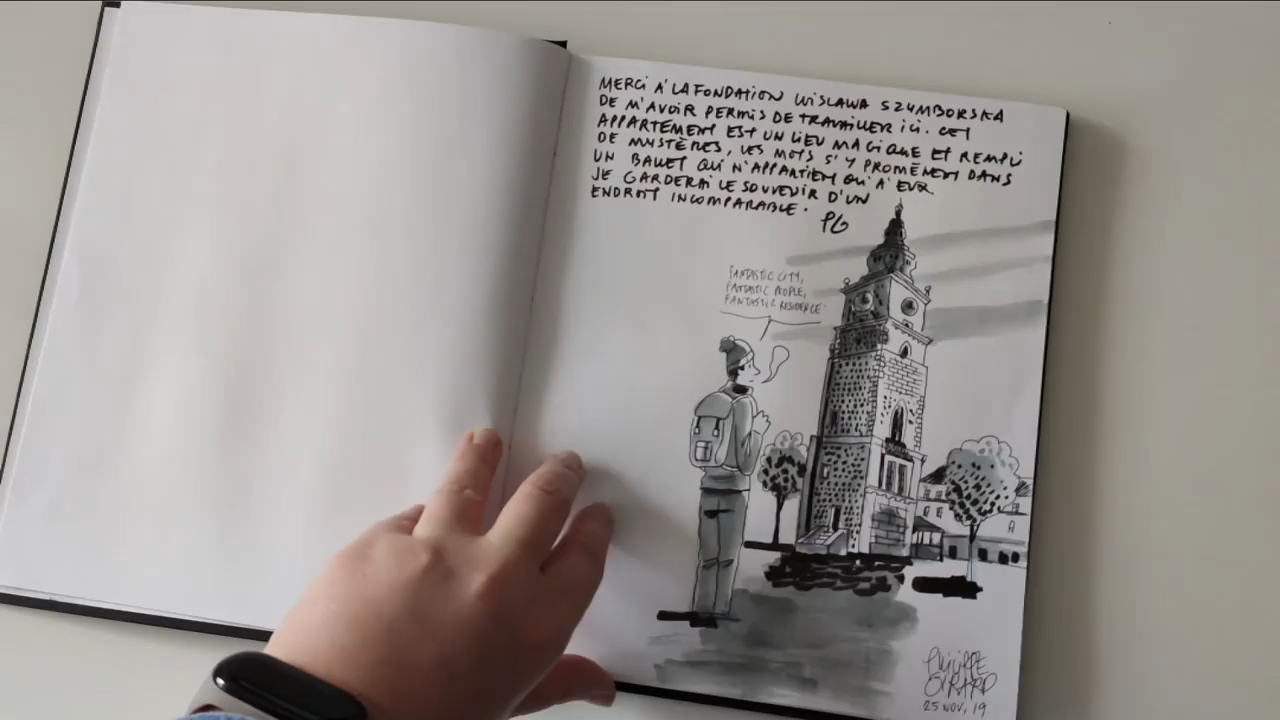 MERCI À LA FONDATION WISLAWA SZYMBORSKA
DE M'AVOIR PERMIS DE TRAVAILLER ICI. CET
APPARTEMENT EST UN LIEU MAGIQUE ET REMPLI
DE MYSTÈRES, LES MOTS S'Y PROMÈNENT DANS
UN BALLET QUI N'APPARTIENT QU'À EUX.
JE GARDERAI LE SOUVENIR D'UN
ENDROIT INCOMPARABLE.
PG
FANTASTIC CITY,
FANTASTIC PEOPLE,
FANTASTIC RESIDENCE
PHILIPPE
GIRARD
25 NOV, 19